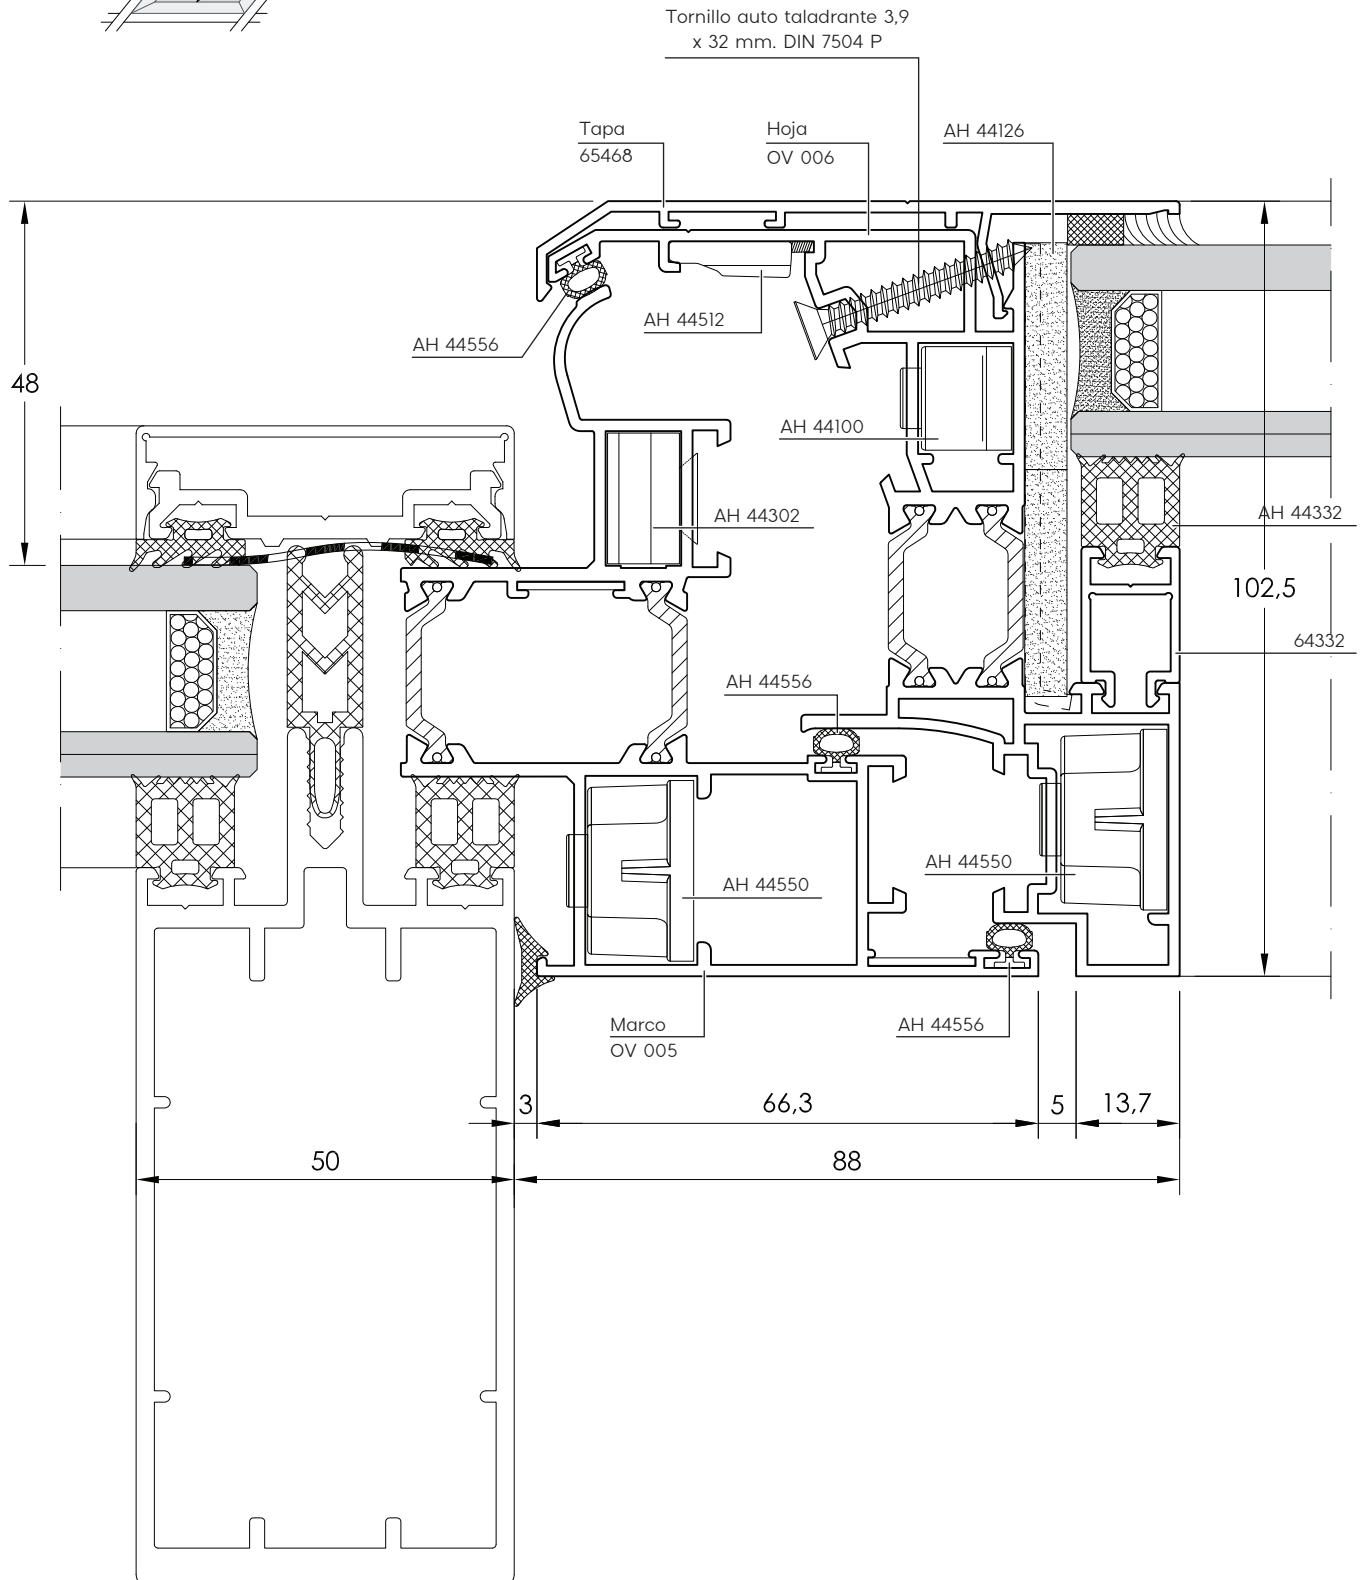 Tornillo auto taladrante 3,9
x 32 mm. DIN 7504 P
Tapa
65468
Hoja
OV 006
AH 44126
AH 44512
AH 44556
48
AH 44100
AH 44302
AH 44332
102,5
64332
AH 44556
AH 44550
AH 44550
Marco
OV 005
AH 44556
3
66,3
5
13,7
50
88